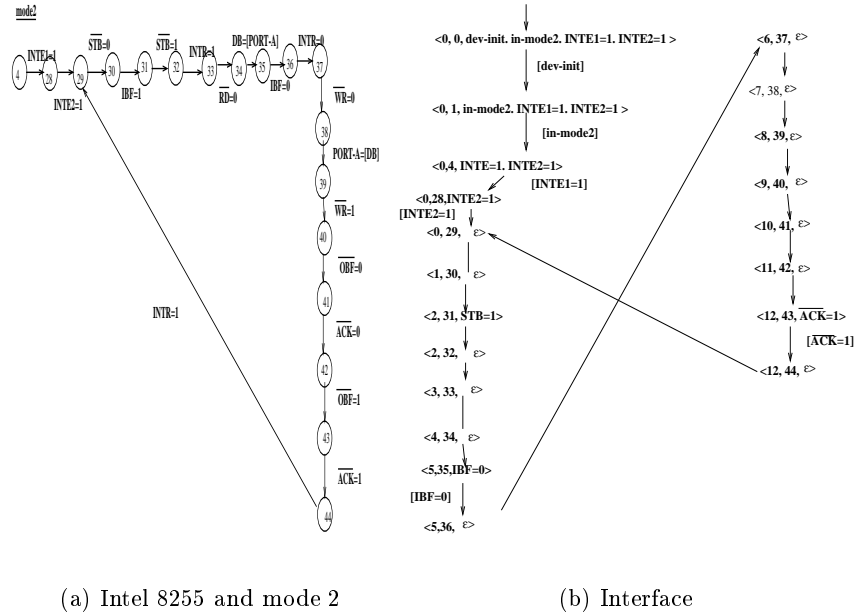 mode2
4
INTE1=1
28
INTE2=1
29
STB=0
30
IBF=1
31
STB=1
32
INTR=1
33
RD=0
34
DB=[PORT-A]
35
IBF=0
36
INTR=0
37
WR=0
38
PORT-A=[DB]
39
WR=1
40
OBF=0
41
ACK=0
42
OBF=1
43
ACK=1
44
INTR=1
(a) Intel 8255 and mode 2
<0, 0, dev-init. in-mode2. INTE1=1. INTE2=1 >
[dev-init]
<0, 1, in-mode2. INTE1=1. INTE2=1 >
[in-mode2]
<0,4, INTE=1. INTE2=1>
[INTE1=1]
<0,28,INTE2=1>
[INTE2=1]
<0, 29, ε>
<1, 30, ε>
<2, 31, STB=1>
<2, 32, ε>
<3, 33, ε>
<4, 34, ε>
<5,35,IBF=0>
[IBF=0]
<5,36, ε>
<6, 37, ε>
<7, 38, ε>
<8, 39, ε>
<9, 40, ε>
<10, 41, ε>
<11, 42, ε>
<12, 43, ACK=1>
[ACK=1]
<12, 44, ε>
(b) Interface